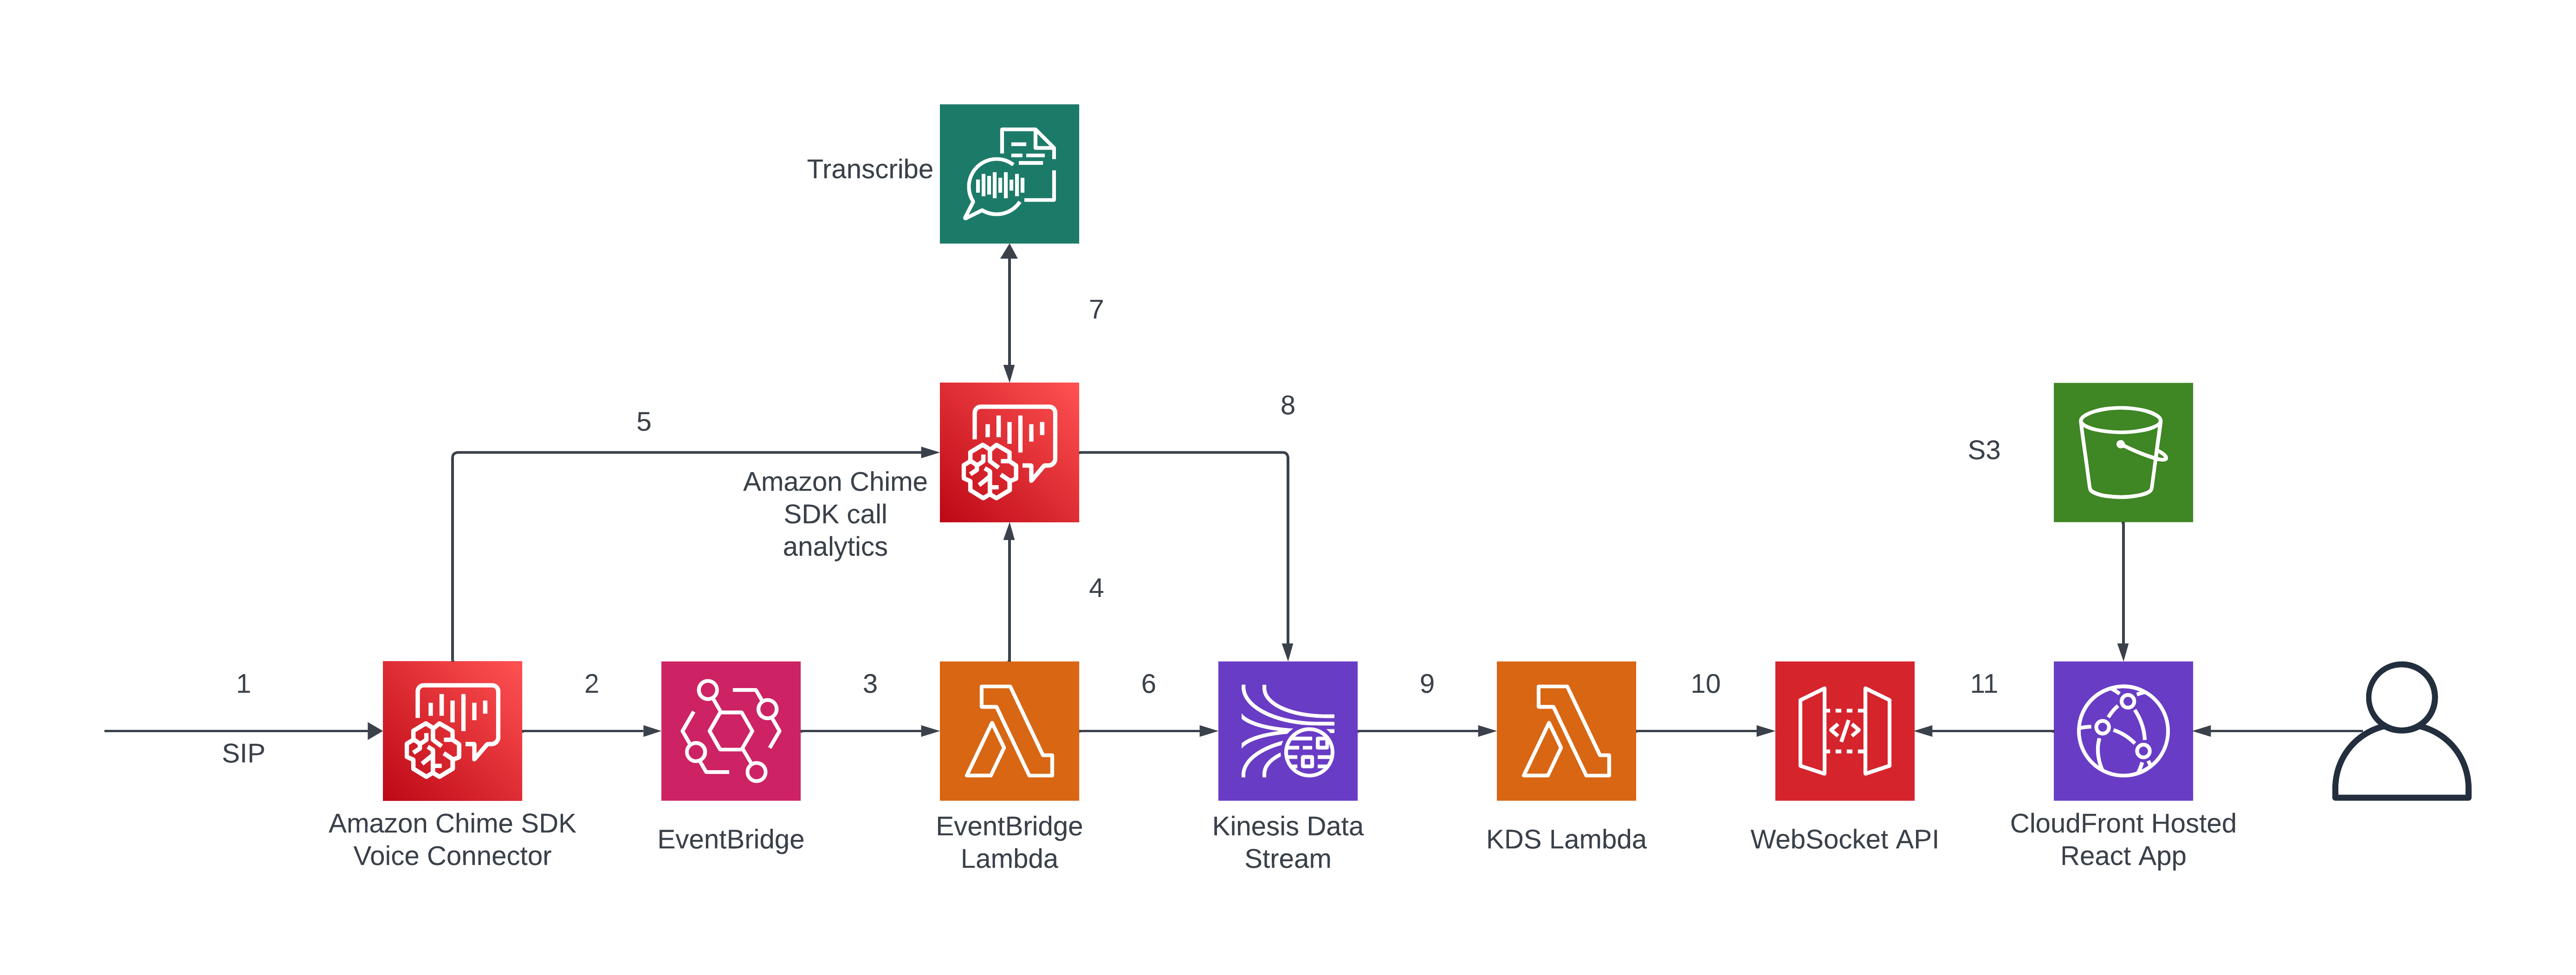 Transcribe
7
5
8
Amazon Chime
SDK call
analytics
S3
4
1
2
3
6
9
10
11
SIP
Amazon Chime SDK
Voice Connector
EventBridge
EventBridge
Lambda
Kinesis Data
Stream
KDS Lambda
WebSocket API
CloudFront Hosted
React App